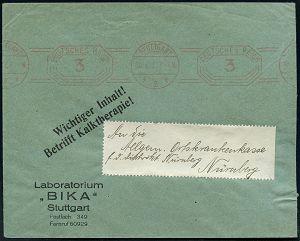 DEUTSCHES REICH
3
STUTTGART
DEUTSCHES REICH
3
Wichtiger Inhalt!
Betrifft Kalktherapie!
An die
Allgem. Ortskrankenkasse
Nürnberg
Nürnberg
Laboratorium
„BIKA"
Stuttgart
Postfach 349
Fernruf 60929